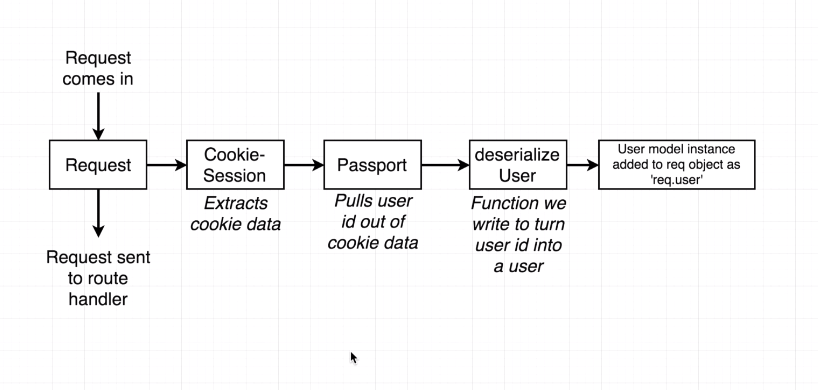 Request
comes in
Request
Cookie-
Session
Passport
deserialize
User
User model instance
added to req object as
'req.user'
Extracts
cookie data
Pulls user
id out of
cookie data
Function we
write to turn
user id into
a user
Request sent
to route
handler